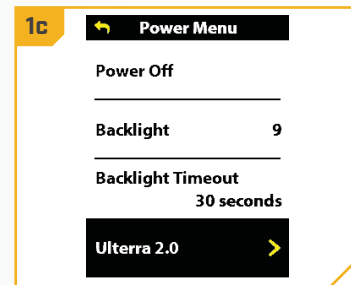 1c
Power Menu
Power Off
Backlight 9
Backlight Timeout
30 seconds
Ulterra 2.0